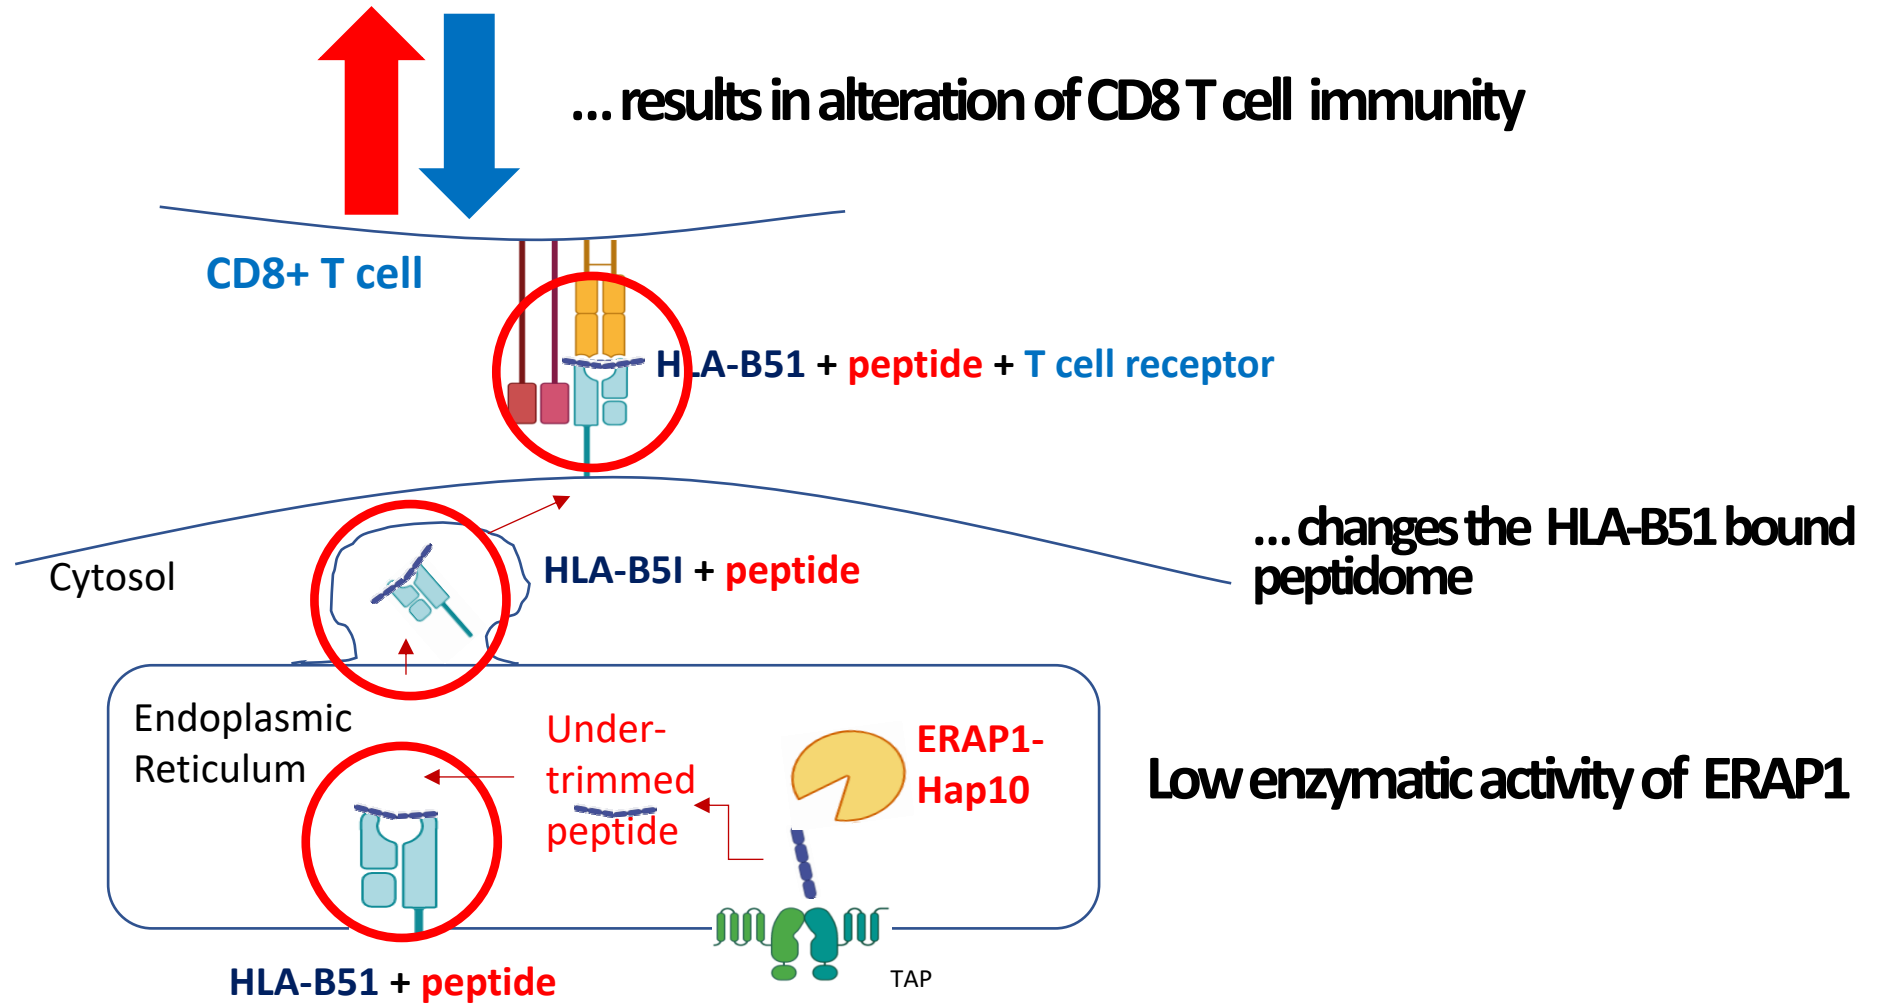 ... results in alteration of CD8 T cell immunity
CD8+ T cell
HLA-B51 + peptide + T cell receptor
... changes the HLA-B51 bound
peptidome
Cytosol
HLA-B5I + peptide
Endoplasmic
Reticulum
Under-
trimmed
peptide
ERAP1-
Hap10
Low enzymatic activity of ERAP1
TAP
HLA-B51 + peptide